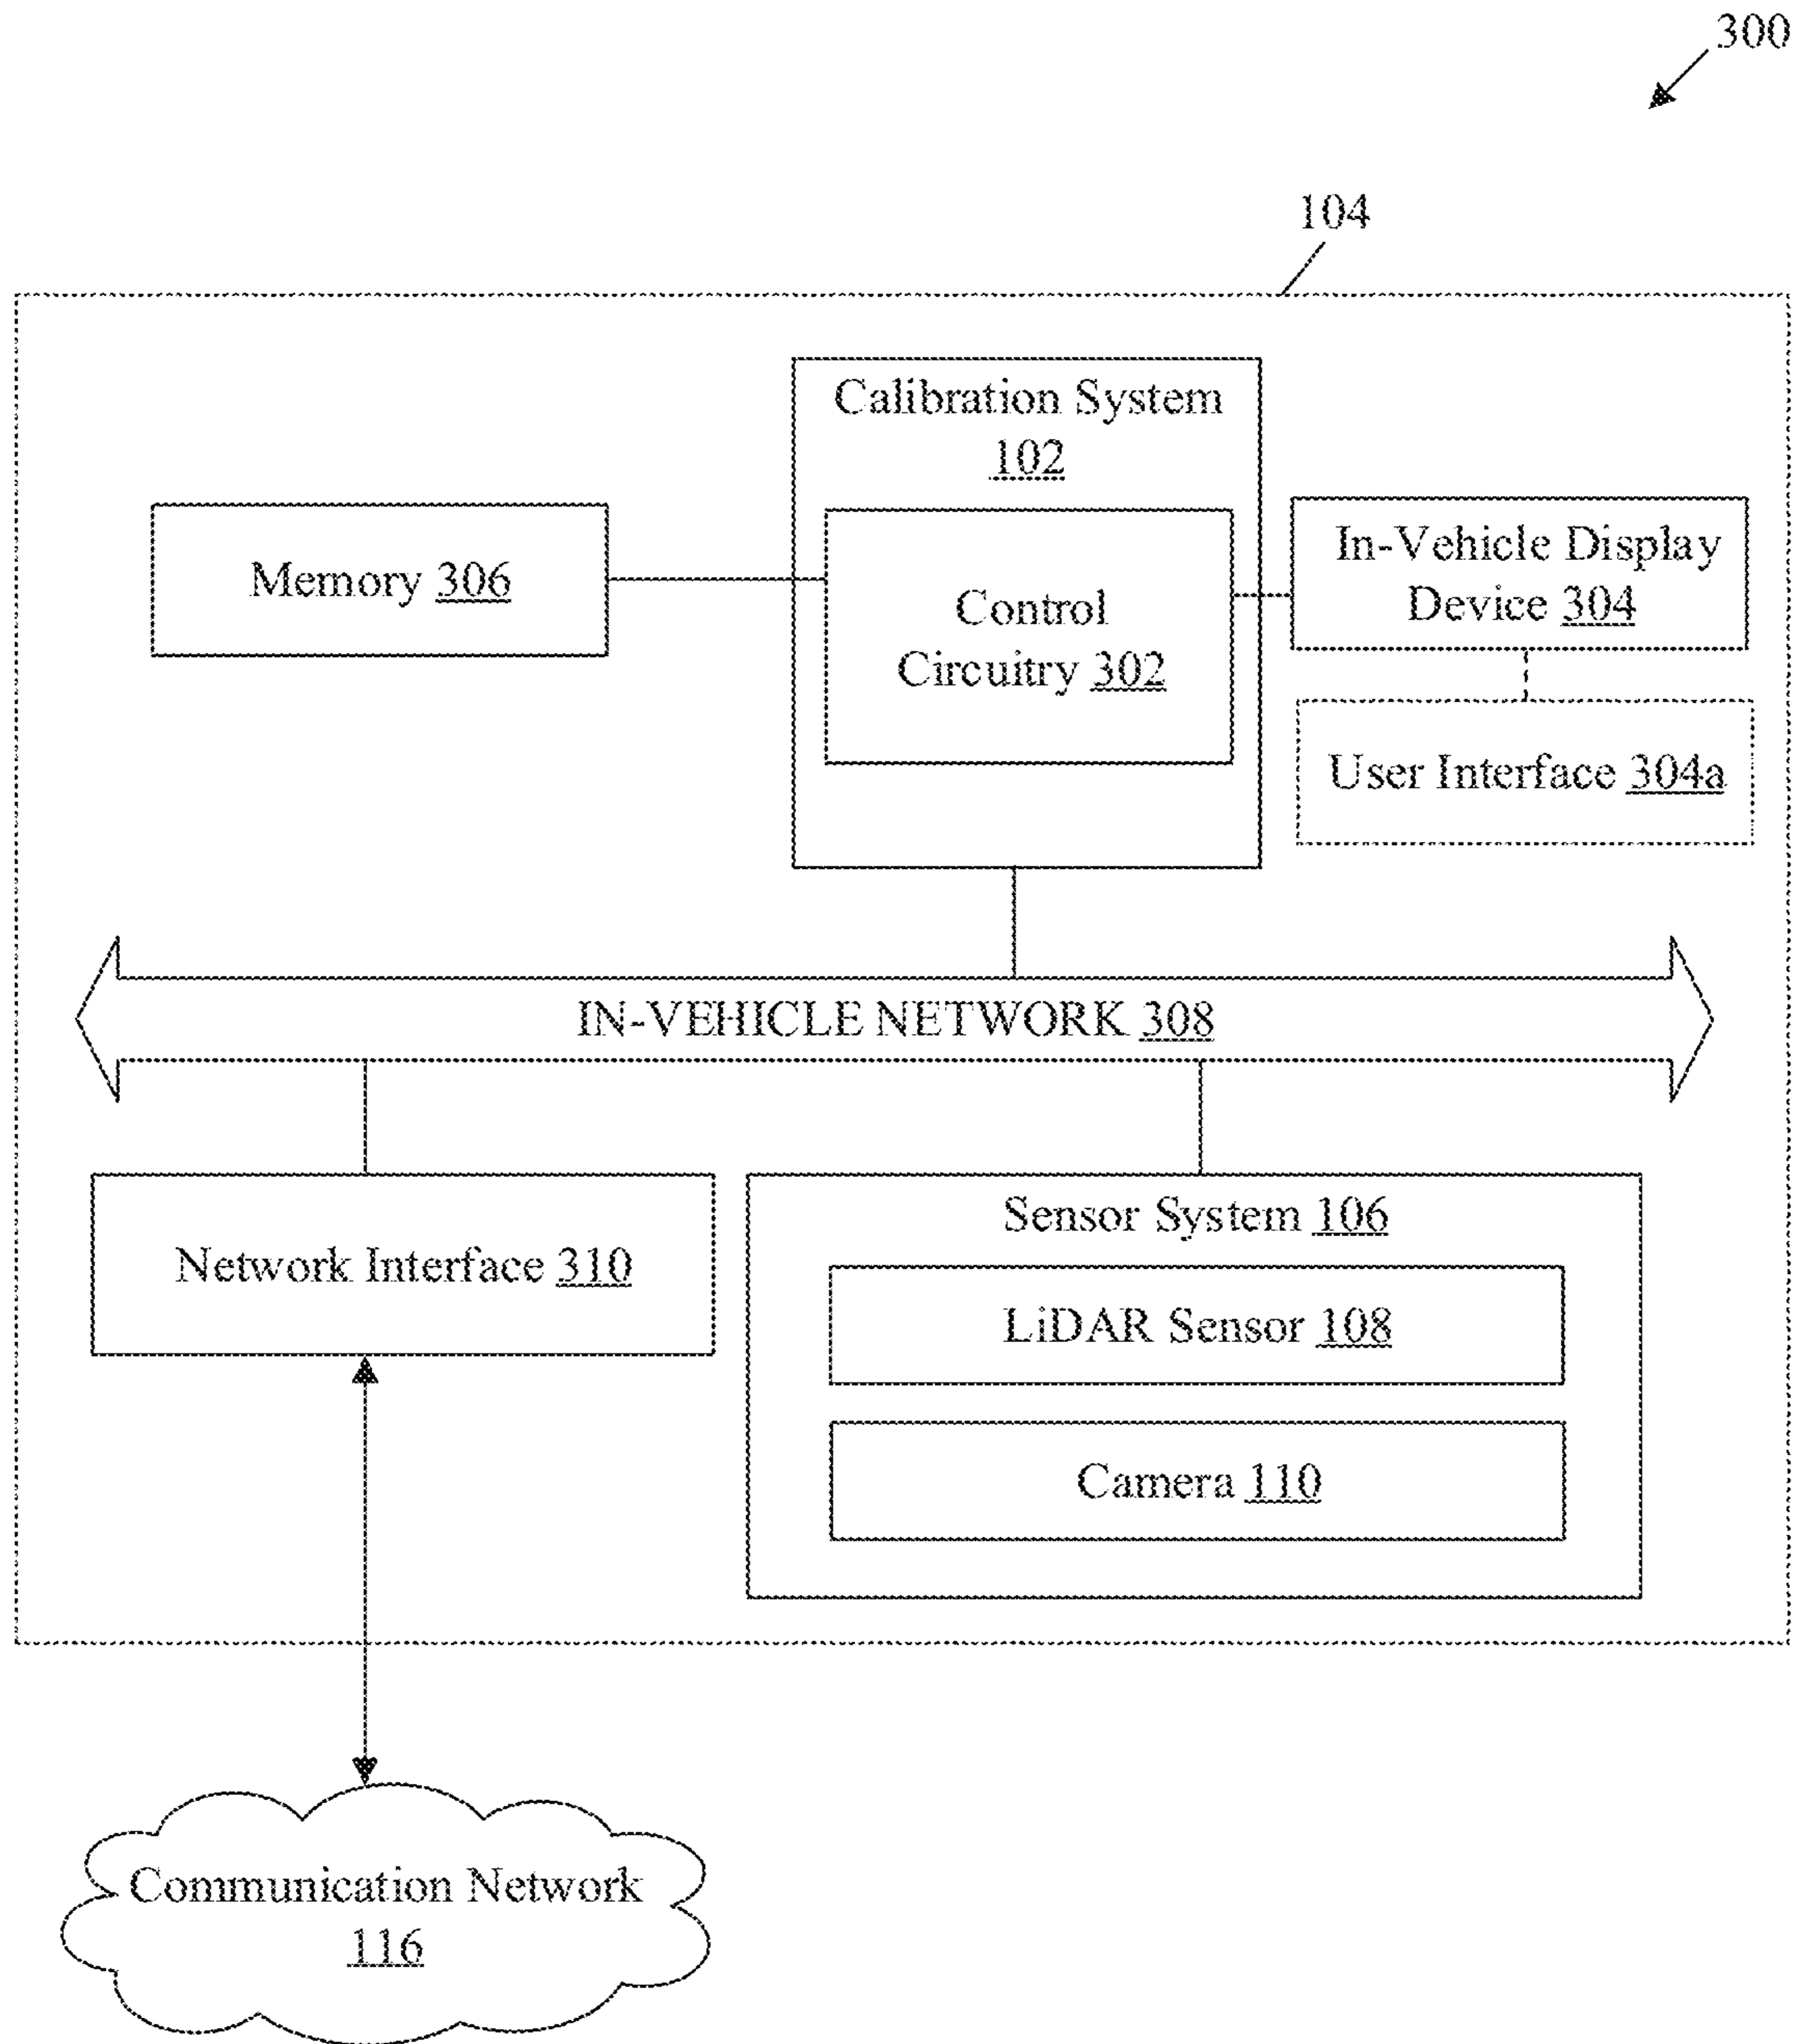 300
104
Calibration System
102
Memory 306
Control
Circuitry 302
In-Vehicle Display
Device 304
User Interface 304a
IN-VEHICLE NETWORK 308
Network Interface 310
Sensor System 106
LiDAR Sensor 108
Camera 110
Communication Network
116